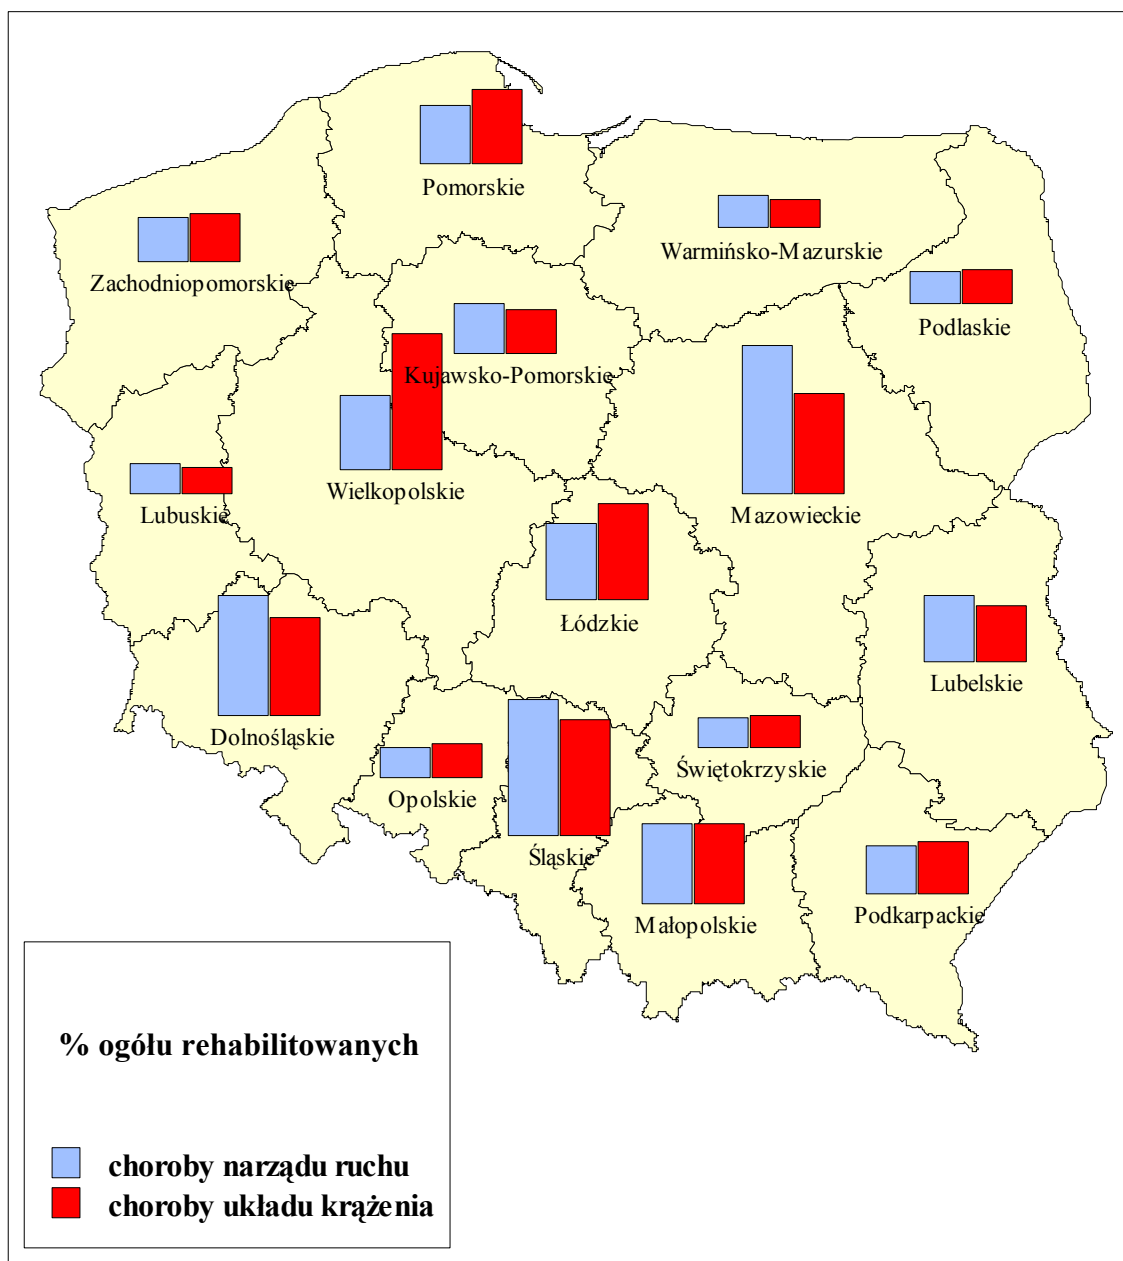 Pomorskie
Warmińsko-Mazurskie
Zachodniopomorskie
Podlaskie
Kujawsko-Pomorskie
Wielkopolskie
Lubuskie
Mazowieckie
Łódzkie
Lubelskie
Dolnośląskie
Świętokrzyskie
Opolskie
Śląskie
Małopolskie
Podkarpackie
% ogółu rehabilitowanych
choroby narządu ruchu
choroby układu krążenia